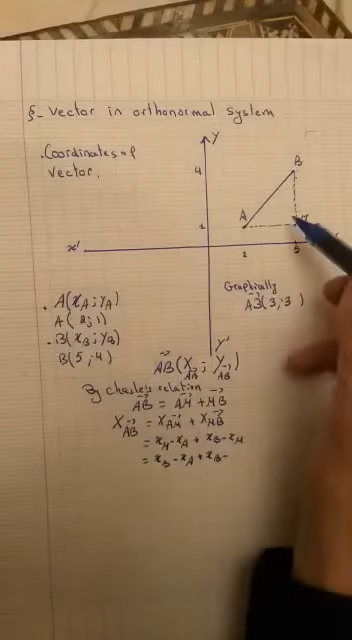 §- Vector in orthonormal system
.Coordinates of
vector.
y
4
B
A
1
M
x'
2
5
Graphically
AB(3;3)
. A(xA;yA)
A(2;1)
. B(xB;yB)
B(5;4)
y'
AB(XAB;YAB)
By chasles relation
AB = AM + MB
XAB = XAM + XMB
= xM-xA + xB-xM
= xB-xA+xB-